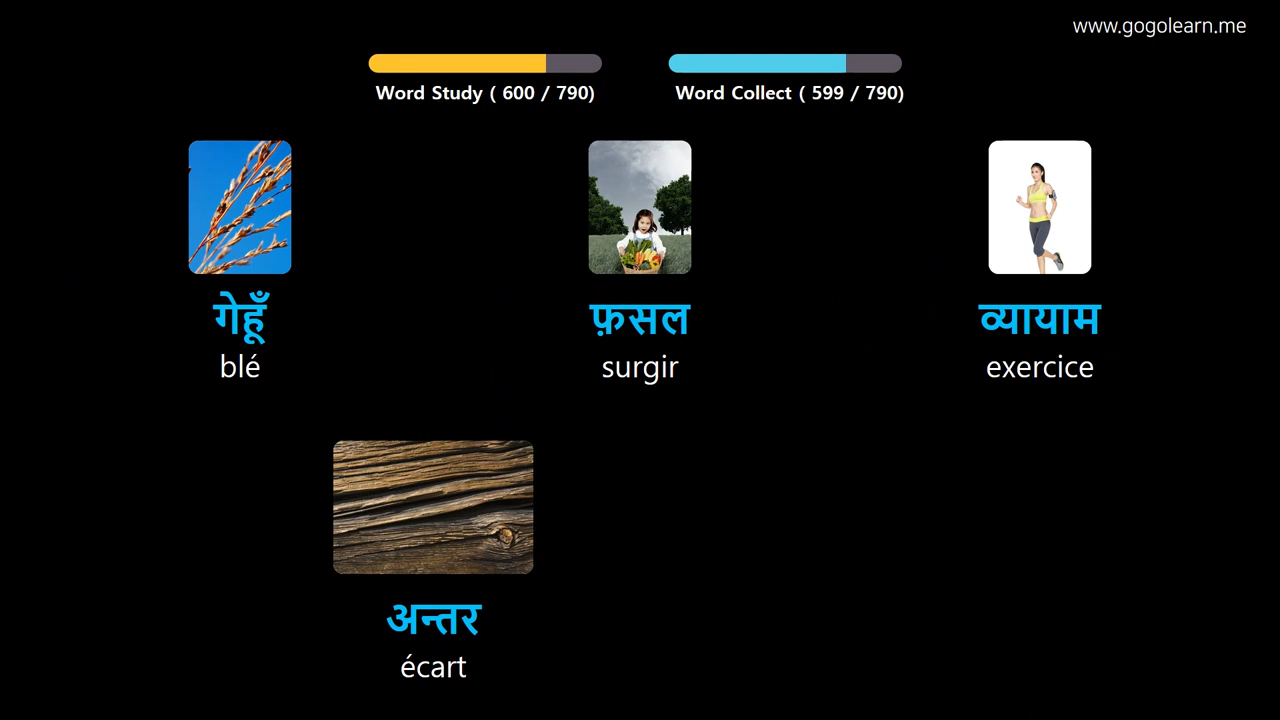 www.gogolearn.me
Word Study ( 600 / 790)
Word Collect ( 599 / 790)
गेहूँ
फ़सल
व्यायाम
blé
surgir
exercice
अन्तर
écart